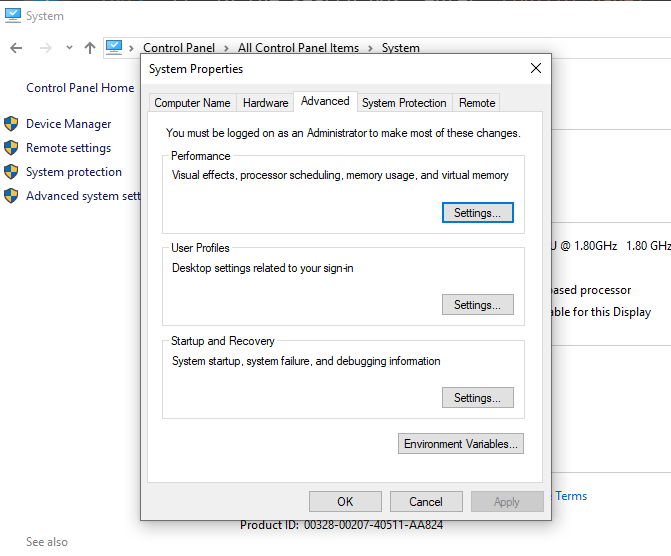 System
Control Panel > All Control Panel Items > System
Control Panel Home
Device Manager
Remote settings
System protection
Advanced system sett
See also
System Properties
Computer Name
Hardware
Advanced
System Protection
Remote
You must be logged on as an Administrator to make most of these changes.
Performance
Visual effects, processor scheduling, memory usage, and virtual memory
Settings...
User Profiles
Desktop settings related to your sign-in
Settings...
Startup and Recovery
System startup, system failure, and debugging information
Settings...
Environment Variables...
OK
Cancel
Apply
U @ 1.80GHz 1.80 GHz
based processor
able for this Display
Terms
Product ID: 00328-00207-40511-AA824